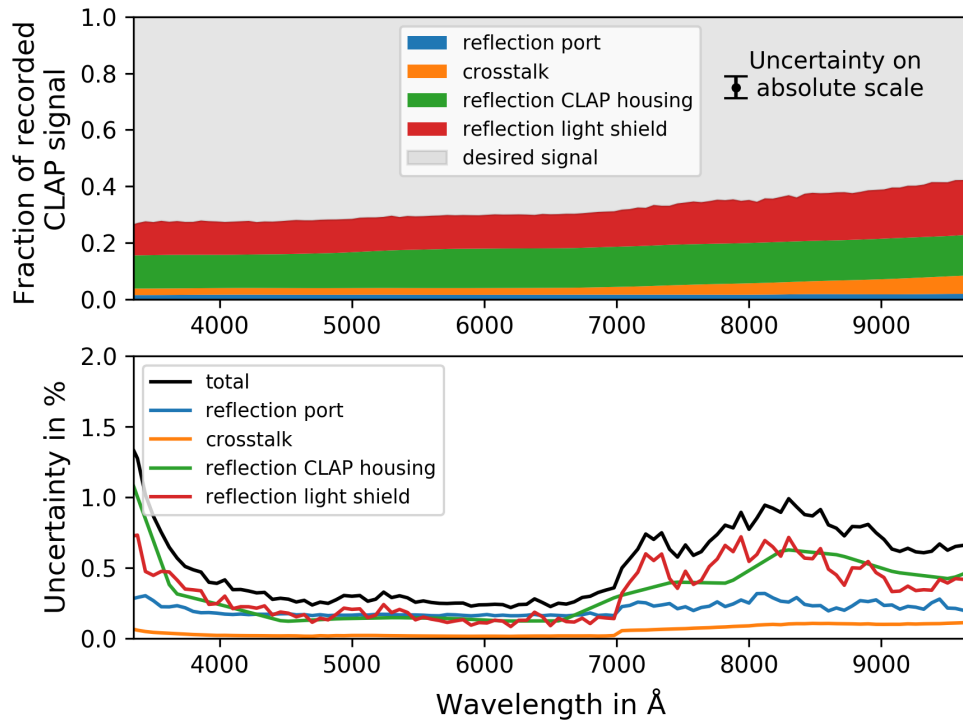 Fraction of recorded
CLAP signal
1.0
0.8
0.6
0.4
0.2
0.0
reflection port
crosstalk
reflection CLAP housing
reflection light shield
desired signal
Uncertainty on
absolute scale
4000 5000 6000 7000 8000 9000
Uncertainty in %
2.0
1.5
1.0
0.5
0.0
total
reflection port
crosstalk
reflection CLAP housing
reflection light shield
4000 5000 6000 7000 8000 9000
Wavelength in Å